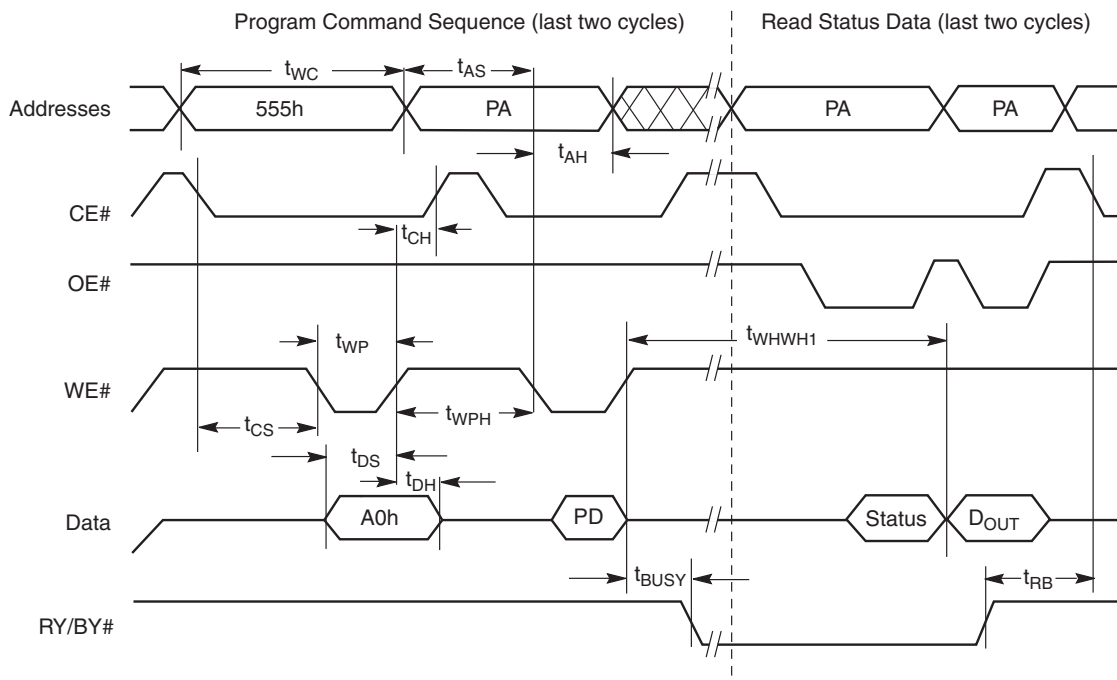 Program Command Sequence (last two cycles) Read Status Data (last two cycles)
tWC tAS
Addresses 555h PA PA PA
tAH
CE#
tCH
OE#
tWP tWHWH1
WE#
tCS tWPH
tDS
tDH
Data A0h PD Status DOUT
tBUSY tRB
RY/BY#